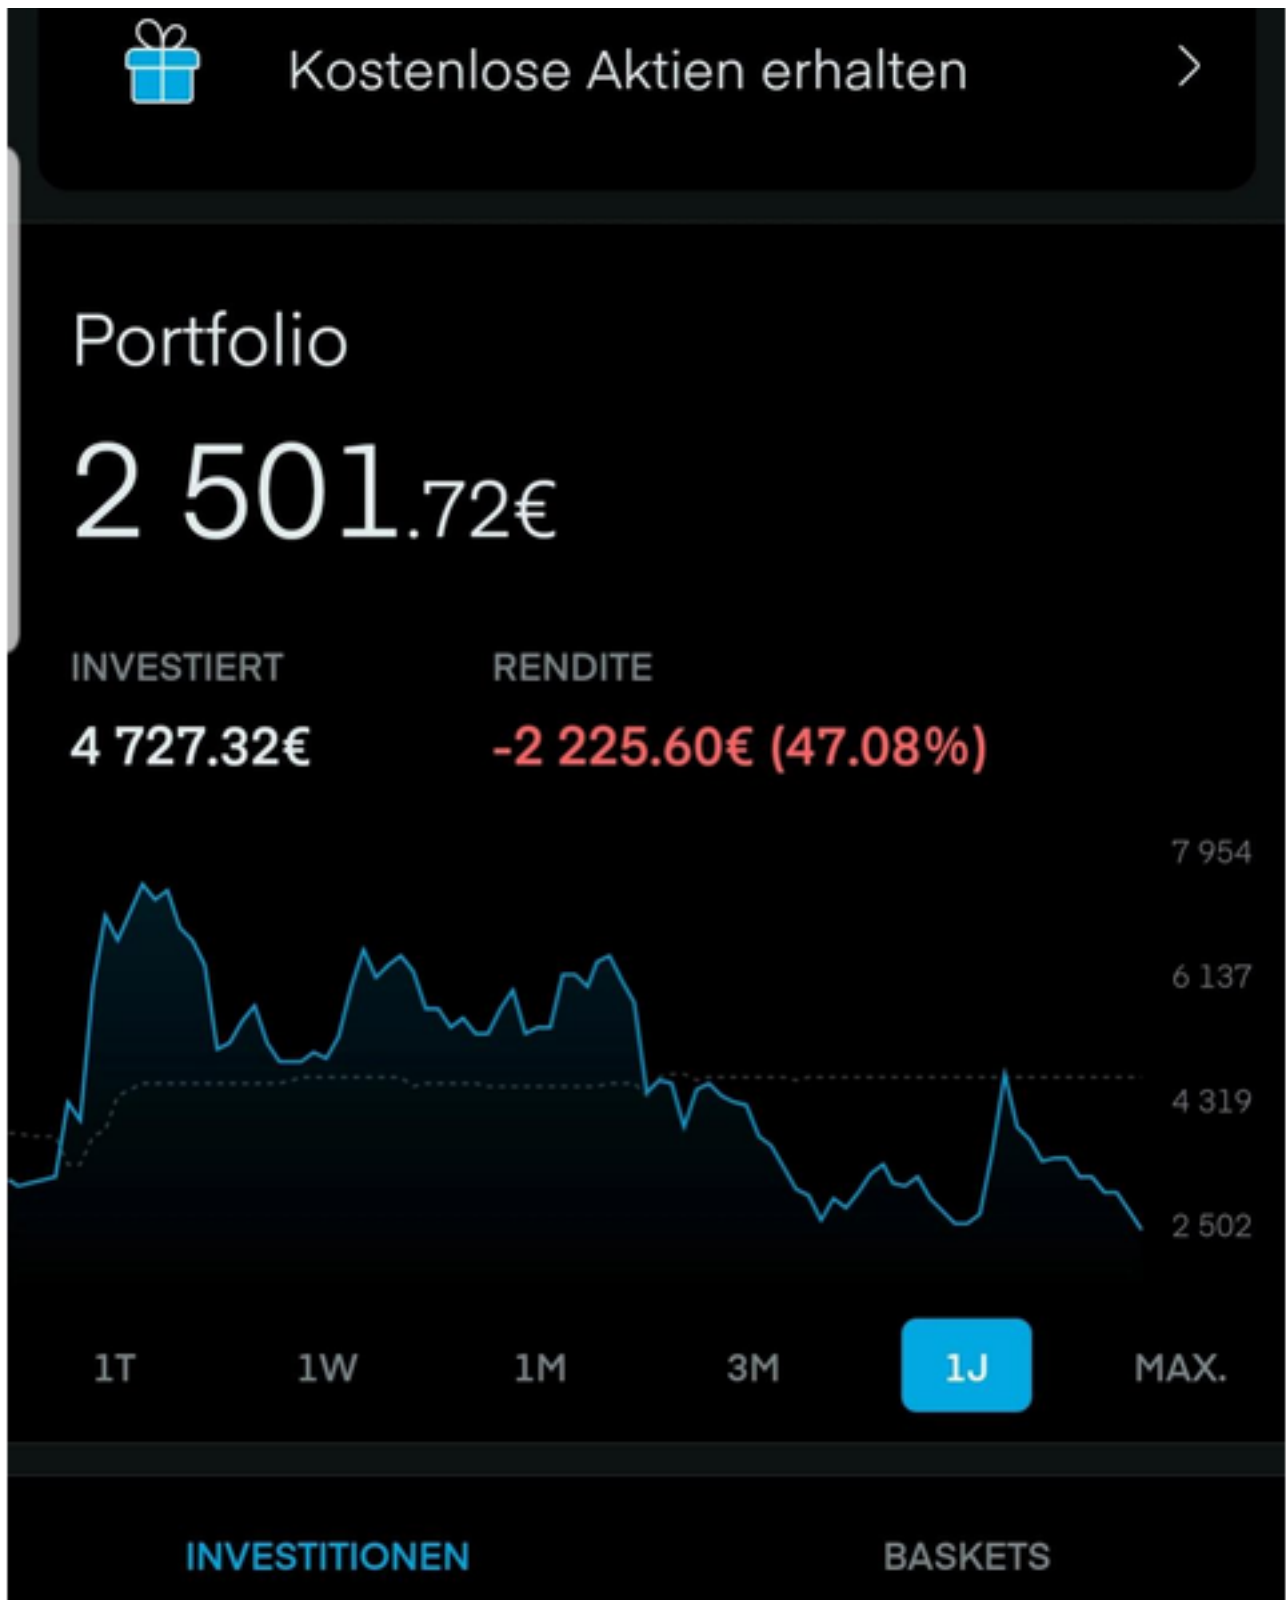 Kostenlose Aktien erhalten
Portfolio
2 501.72€
INVESTIERT RENDITE
4 727.32€ -2 225.60€ (47.08%)
7 954
6 137
4 319
2 502
1T 1W 1M 3M 1J MAX.
INVESTITIONEN BASKETS